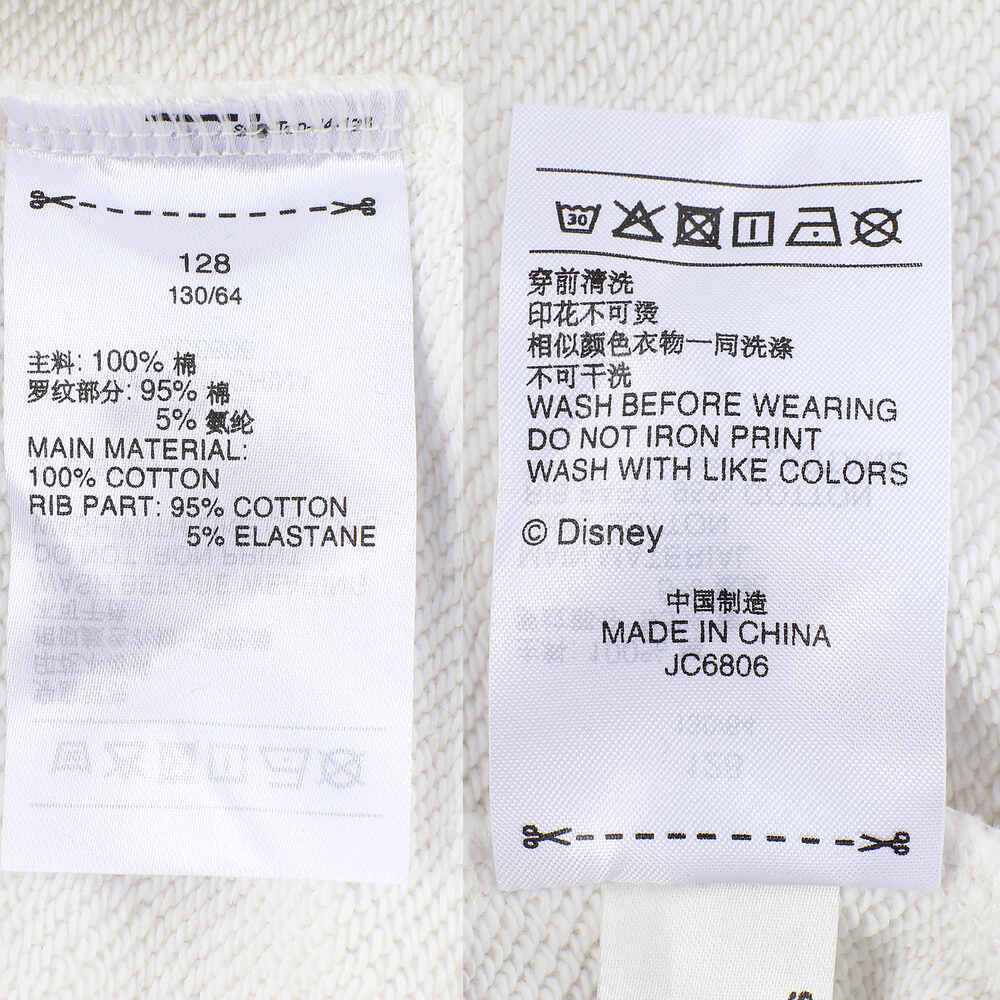 128
130/64
主料: 100% 棉
罗纹部分: 95% 棉
5% 氨纶
MAIN MATERIAL:
100% COTTON
RIB PART: 95% COTTON
5% ELASTANE
30
穿前清洗
印花不可烫
相似颜色衣物一同洗涤
不可干洗
WASH BEFORE WEARING
DO NOT IRON PRINT
WASH WITH LIKE COLORS
© Disney
中国制造
MADE IN CHINA
JC6806